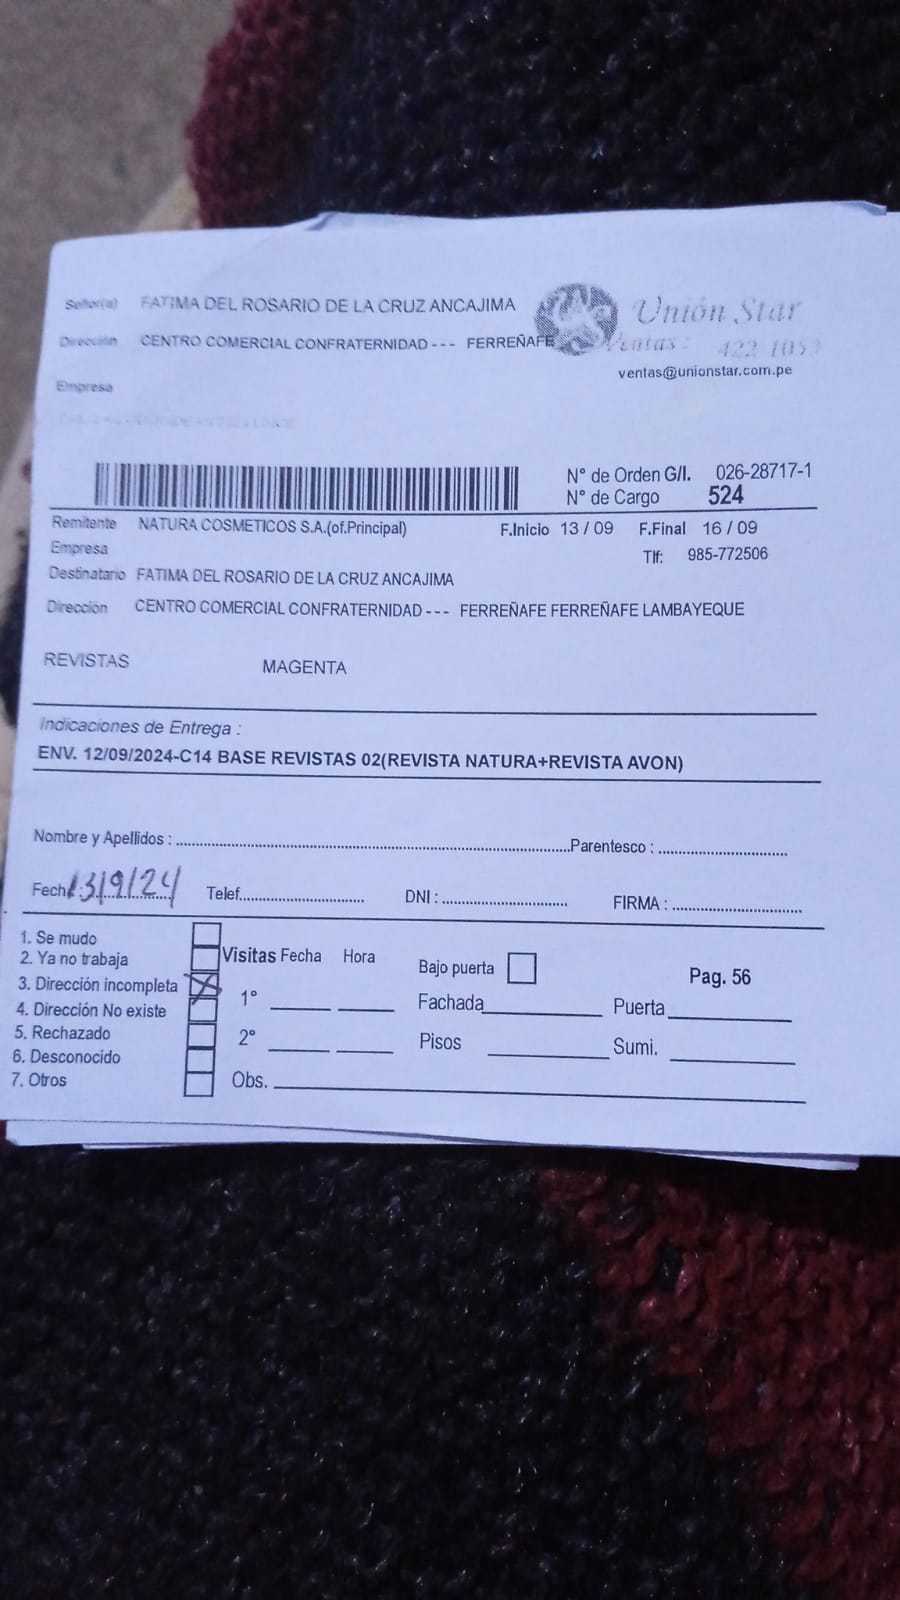 Señor(a) FATIMA DEL ROSARIO DE LA CRUZ ANCAJIMA
Unión Star
Dirección CENTRO COMERCIAL CONFRATERNIDAD - - - FERREÑAFE
Ventas: 422-1053
ventas@unionstar.com.pe
Empresa
N° de Orden G/I. 026-28717-1
N° de Cargo 524
Remitente NATURA COSMETICOS S.A.(of.Principal) F.Inicio 13 / 09 F.Final 16 / 09
Empresa Tlf: 985-772506
Destinatario FATIMA DEL ROSARIO DE LA CRUZ ANCAJIMA
Dirección CENTRO COMERCIAL CONFRATERNIDAD - - - FERREÑAFE FERREÑAFE LAMBAYEQUE
REVISTAS MAGENTA
Indicaciones de Entrega :
ENV. 12/09/2024-C14 BASE REVISTAS 02(REVISTA NATURA+REVISTA AVON)
Nombre y Apellidos : Parentesco :
Fech 13/9/24 Telef. DNI : FIRMA :
1. Se mudo
2. Ya no trabaja
3. Dirección incompleta
4. Dirección No existe
5. Rechazado
6. Desconocido
7. Otros
Visitas Fecha Hora
1°
2°
Obs.
Bajo puerta Pag. 56
Fachada Puerta
Pisos Sumi.